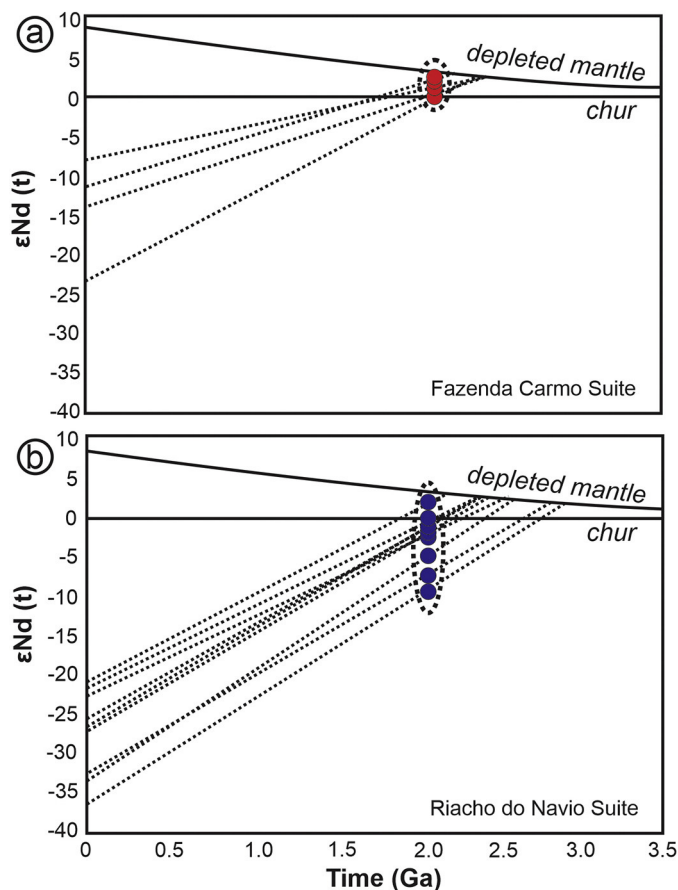 a
10
5
0
-5
-10
-15
-20
-25
-30
-35
-40
εNd (t)
depleted mantle
chur
Fazenda Carmo Suite
b
10
5
0
-5
-10
-15
-20
-25
-30
-35
-40
εNd (t)
depleted mantle
chur
Riacho do Navio Suite
0 0.5 1.0 1.5 2.0 2.5 3.0 3.5
Time (Ga)